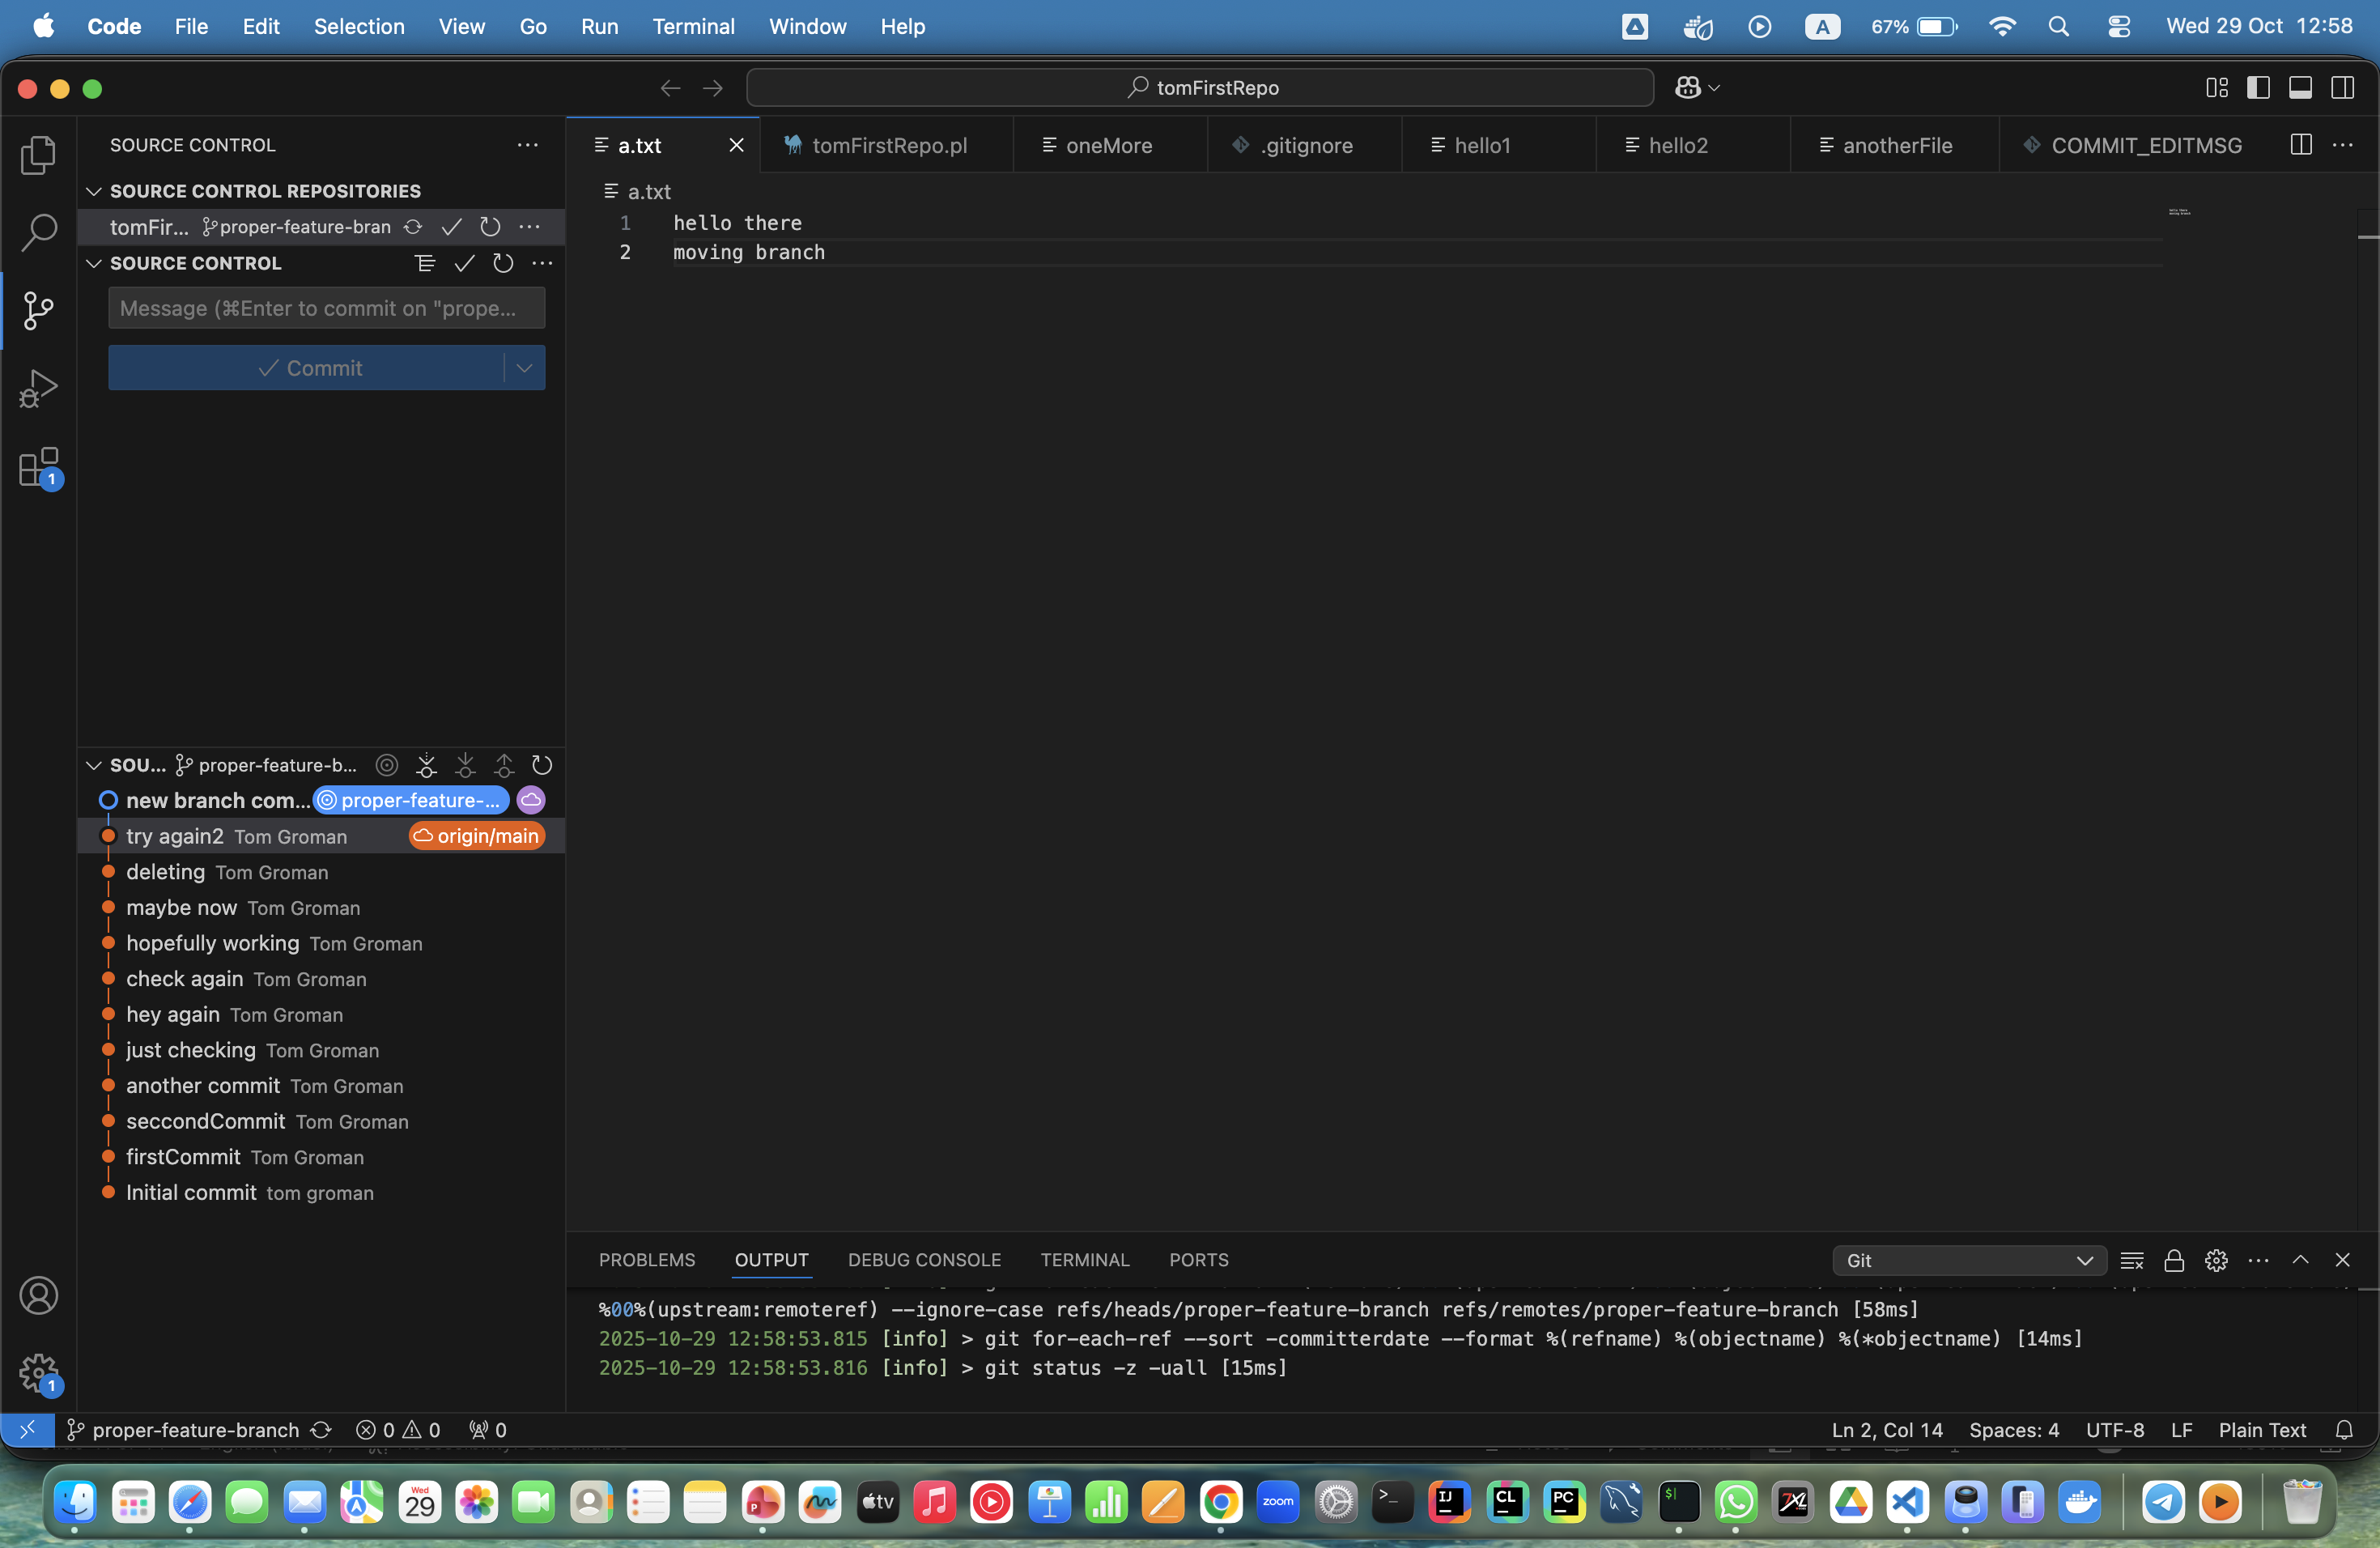 Code File Edit Selection View Go Run Terminal Window Help A 67% Wed 29 Oct 12:58
tomFirstRepo
SOURCE CONTROL
SOURCE CONTROL REPOSITORIES
tomFir... proper-feature-bran
SOURCE CONTROL
Message (⌘Enter to commit on "prope...
Commit
1
SOU... proper-feature-b...
new branch com... proper-feature-...
try again2 Tom Groman origin/main
deleting Tom Groman
maybe now Tom Groman
hopefully working Tom Groman
check again Tom Groman
hey again Tom Groman
just checking Tom Groman
another commit Tom Groman
seccondCommit Tom Groman
firstCommit Tom Groman
Initial commit tom groman
1
a.txt tomFirstRepo.pl oneMore .gitignore hello1 hello2 anotherFile COMMIT_EDITMSG
a.txt
1 hello there
2 moving branch
PROBLEMS OUTPUT DEBUG CONSOLE TERMINAL PORTS Git
%00%(upstream:remoteref) --ignore-case refs/heads/proper-feature-branch refs/remotes/proper-feature-branch [58ms]
2025-10-29 12:58:53.815 [info] > git for-each-ref --sort -committerdate --format %(refname) %(objectname) %(*objectname) [14ms]
2025-10-29 12:58:53.816 [info] > git status -z -uall [15ms]
proper-feature-branch 0 0 0 Ln 2, Col 14 Spaces: 4 UTF-8 LF Plain Text
Wed
29 tv zoom >_ IJ CL PC $